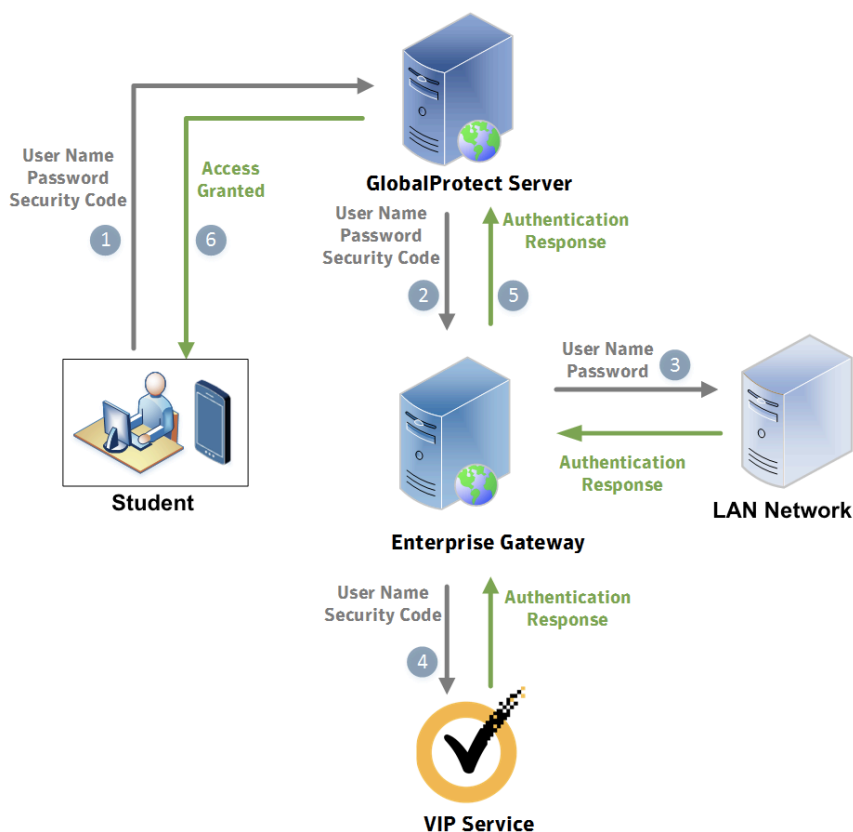 GlobalProtect Server
User Name
Password
Security Code
1
Access
Granted
6
User Name
Password
Security Code
2
Authentication
Response
5
Student
User Name
Password
3
Authentication
Response
LAN Network
Enterprise Gateway
User Name
Security Code
4
Authentication
Response
VIP Service